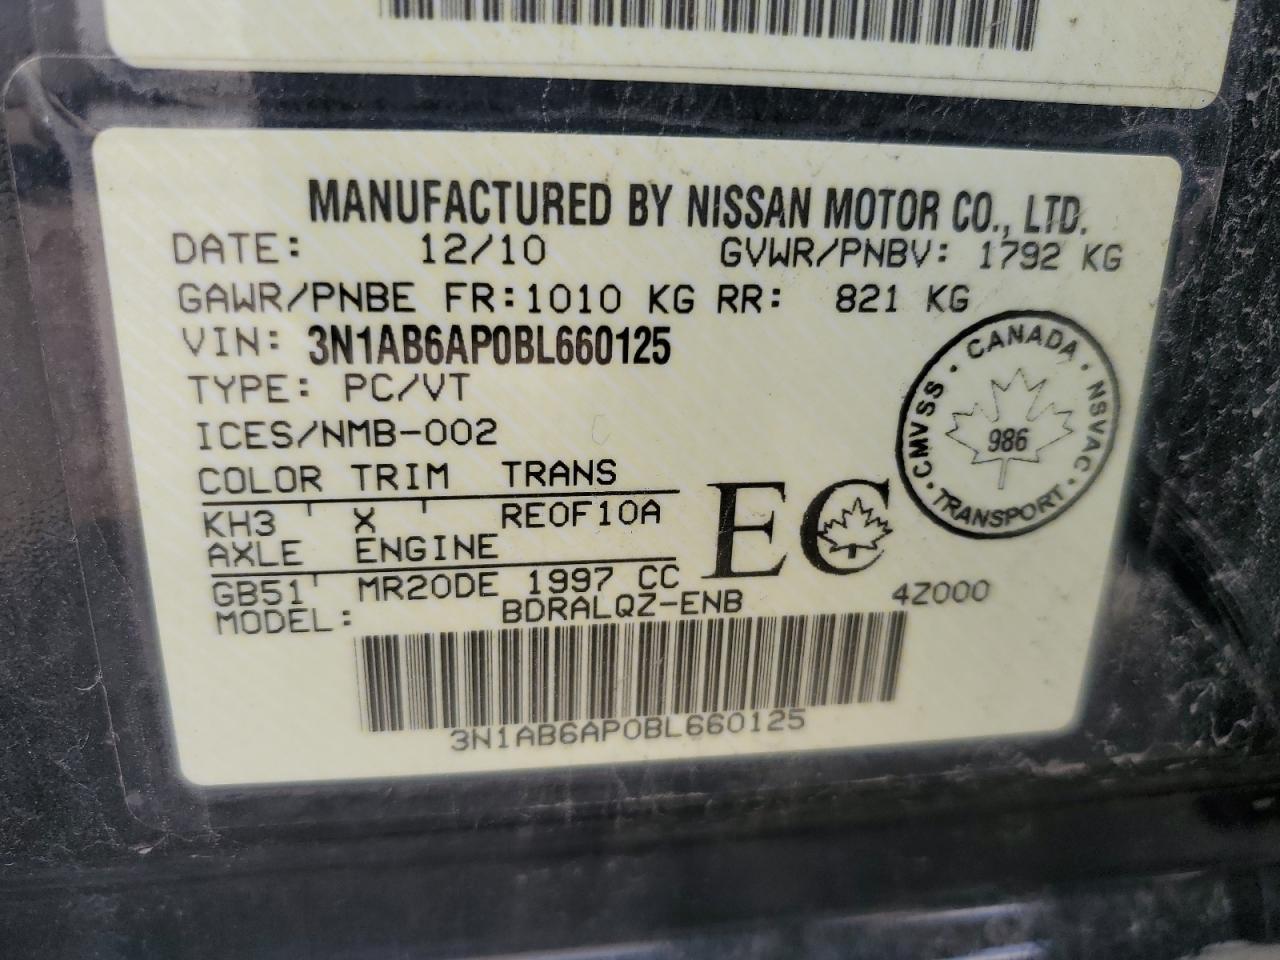 MANUFACTURED BY NISSAN MOTOR CO., LTD.
DATE: 12/10 GVWR/PNBV: 1792 KG
GAWR/PNBE FR:1010 KG RR: 821 KG
VIN: 3N1AB6AP0BL660125
TYPE: PC/VT
ICES/NMB-002
COLOR TRIM TRANS
KH3 X RE0F10A
AXLE ENGINE
GB51 MR20DE 1997 CC
MODEL: BDRALQZ-ENB 4Z000
3N1AB6AP0BL660125
EC
CMVSS · CANADA · NSVAC · TRANSPORT ·
986